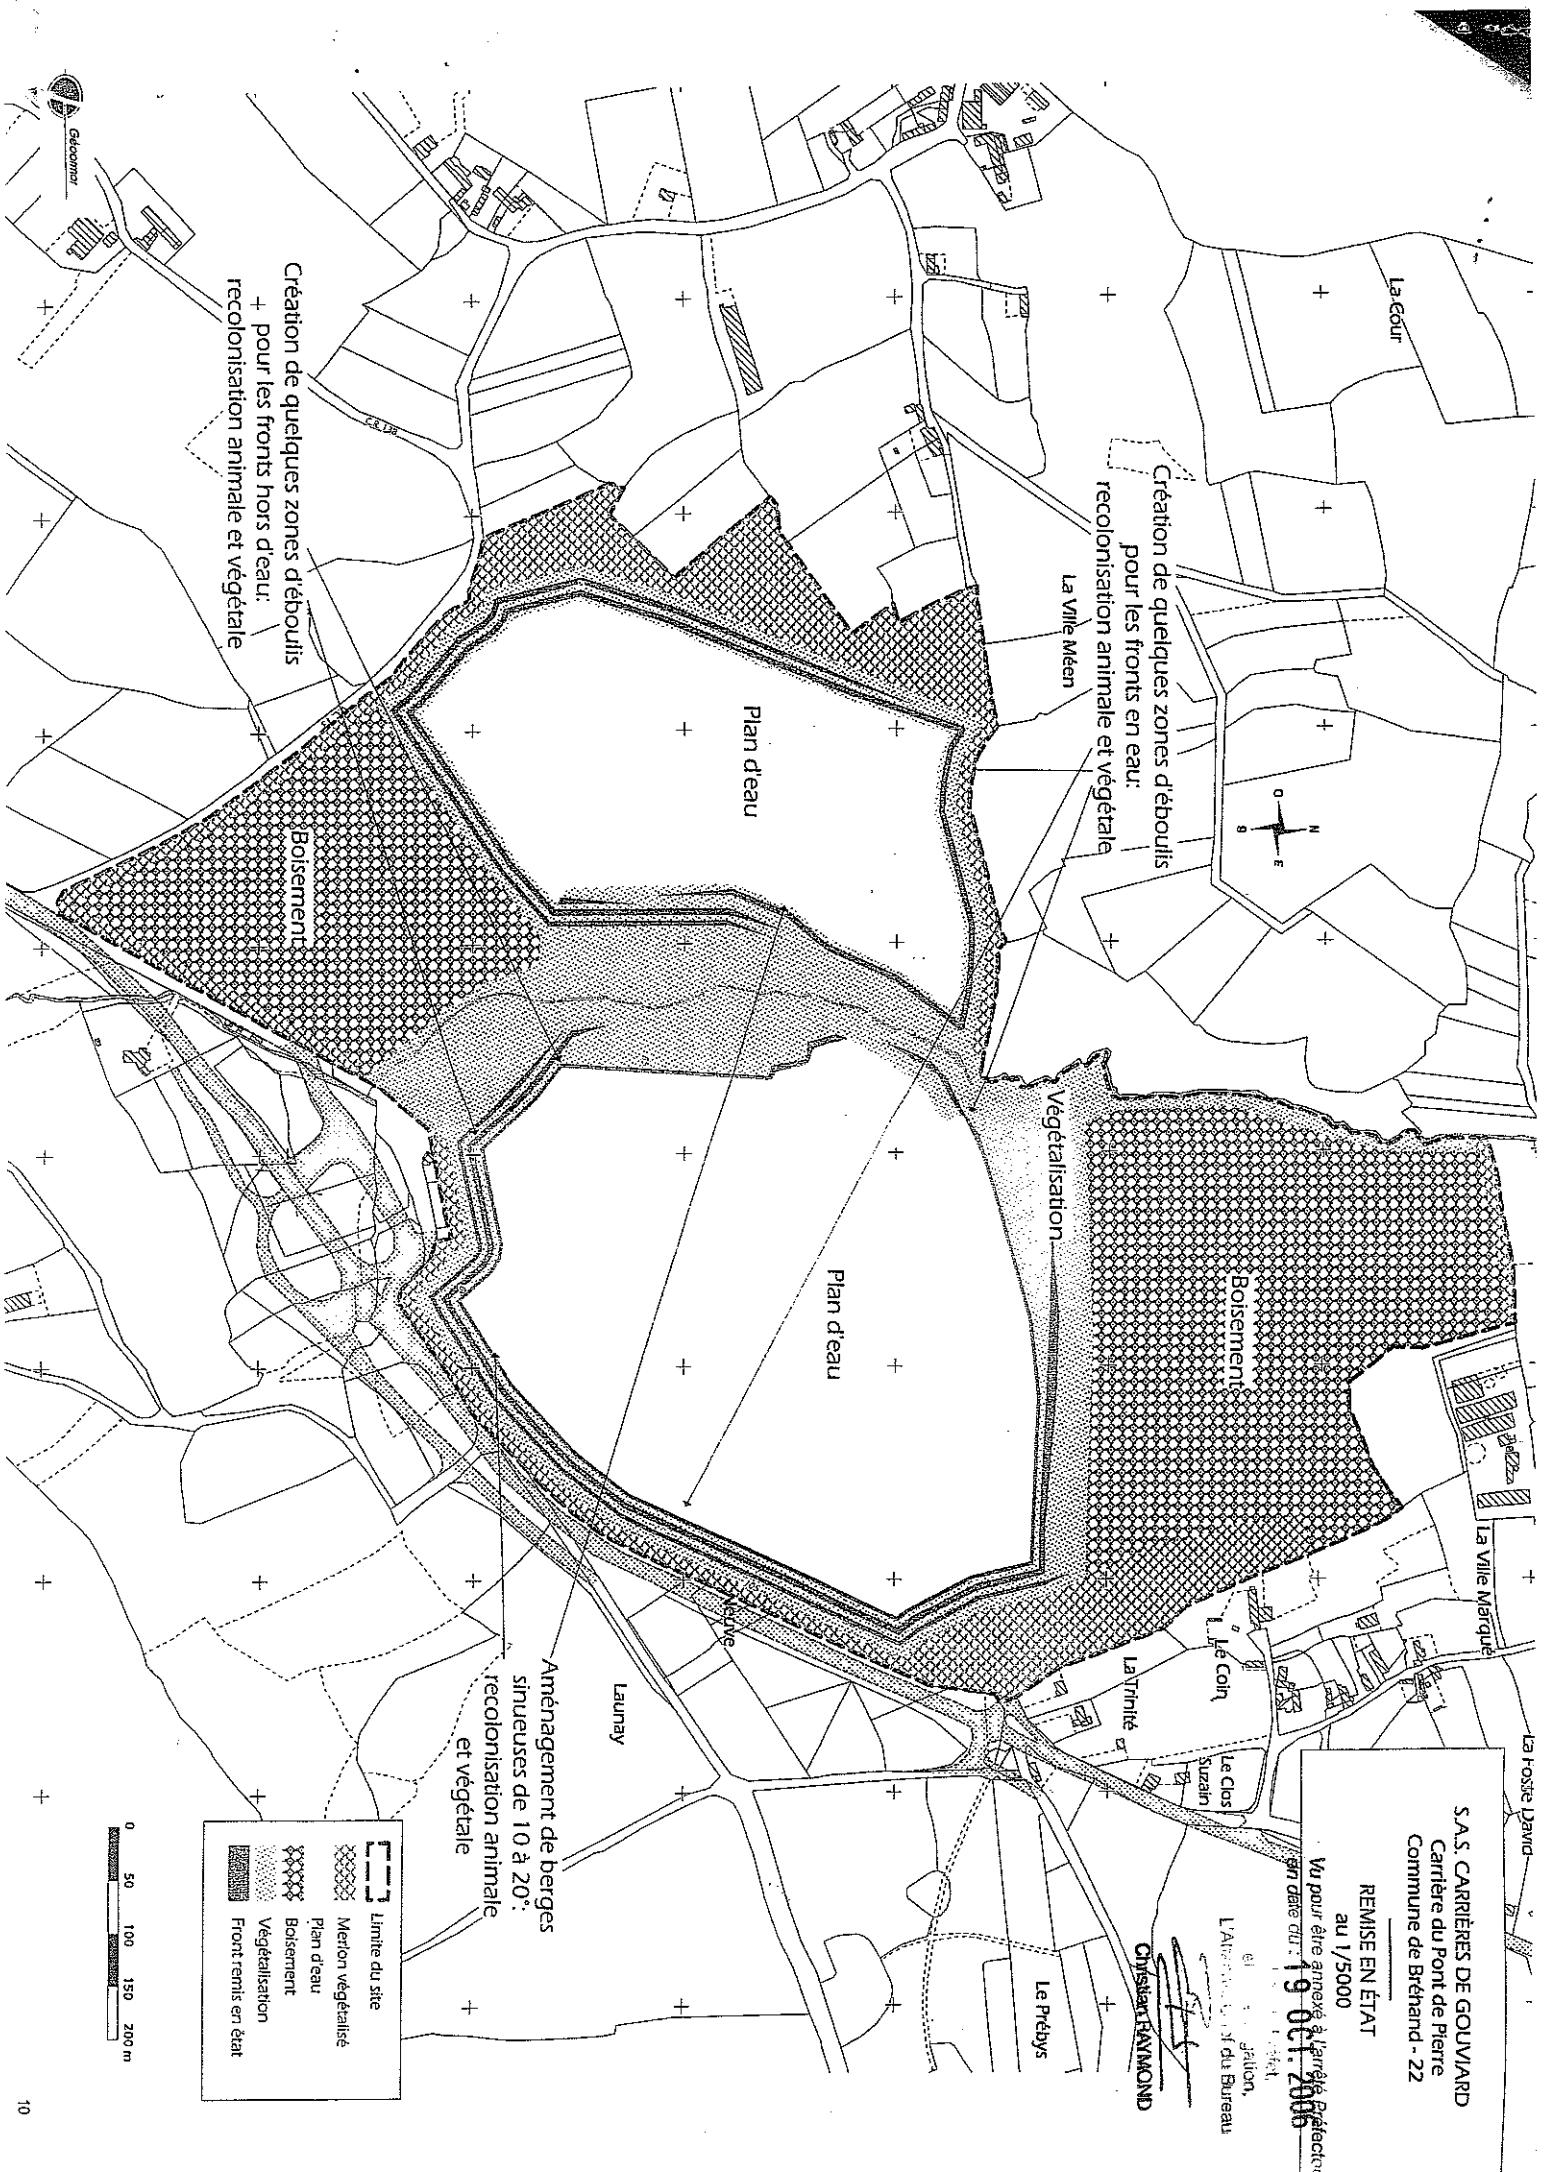 S.A.S. CARRIÈRES DE GOUVIARD
Carrière du Pont de Pierre
Commune de Bréhand - 22
REMISE EN ÉTAT
au 1/5000
Vu pour être annexé à l'arrêté
en date du : 19 OCT. 2006
du Bureau
Christian RAYMOND
La Cour
Création de quelques zones d'éboulis
pour les fronts en eau:
recolonisation animale et végétale
La Ville Méen
O
N
S
E
Végétalisation
Boisement
La Ville Marqué
La Fosse David
Le Coin
La Trinité
Le Clos
Suzain
Plan d'eau
Plan d'eau
Boisement
Neuve
Launay
Le Prébys
Création de quelques zones d'éboulis
+ pour les fronts hors d'eau:
recolonisation animale et végétale
Aménagement de berges
sinueuses de 10 à 20°:
recolonisation animale
et végétale
Géoarmor
Limite du site
Merlon végétalisé
Plan d'eau
Boisement
Végétalisation
Front remis en état
0 50 100 150 200 m
10